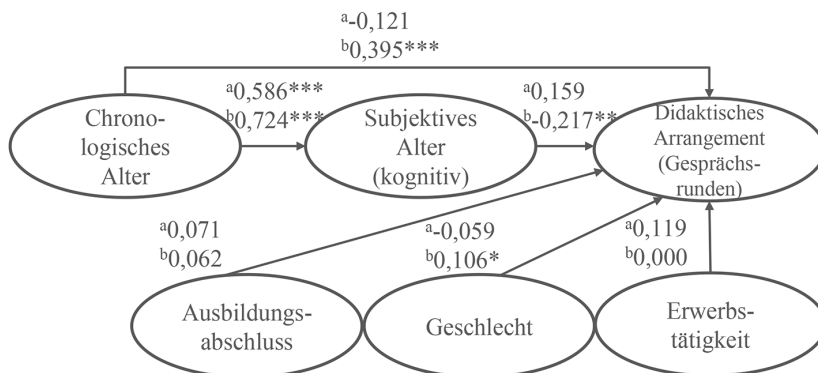 a-0,121
b0,395***
a0,586***
b0,724***
a0,159
b-0,217**
Chrono-
logisches
Alter
Subjektives
Alter
(kognitiv)
Didaktisches
Arrangement
(Gesprächs-
runden)
a0,071
b0,062
a-0,059
b0,106*
a0,119
b0,000
Ausbildungs-
abschluss
Geschlecht
Erwerbs-
tätigkeit